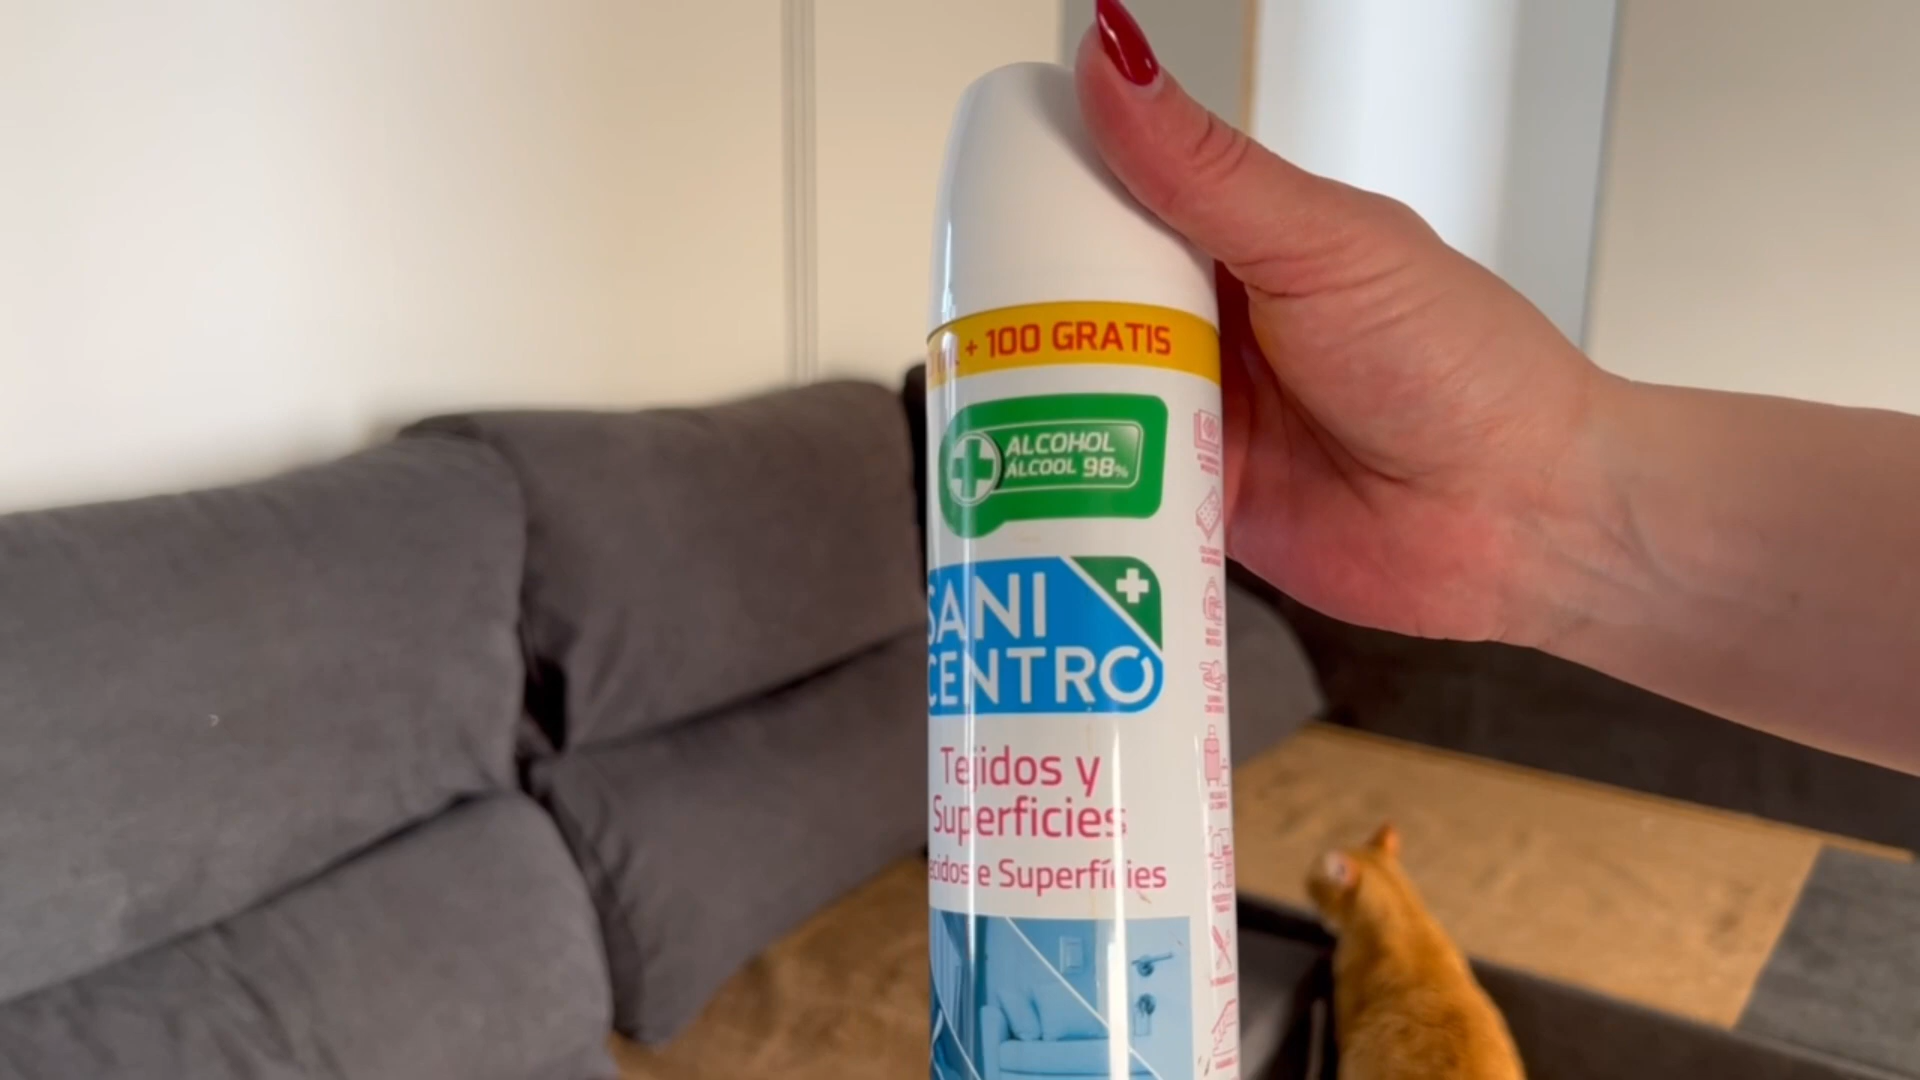 + 100 GRATIS
ALCOHOL
ÁLCOOL 98%
SANI
CENTRO
Tejidos y
Superficies
e Superfícies